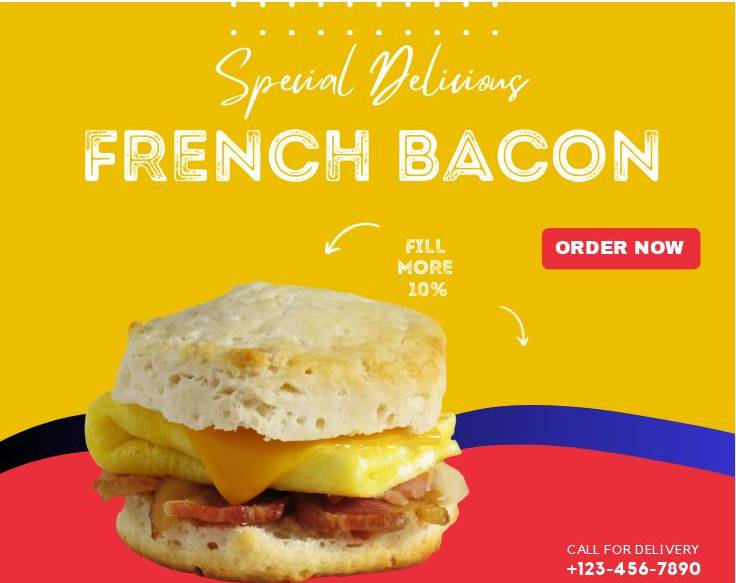 Special Delicious
FRENCH BACON
FILL
MORE
10%
ORDER NOW
CALL FOR DELIVERY
+123-456-7890